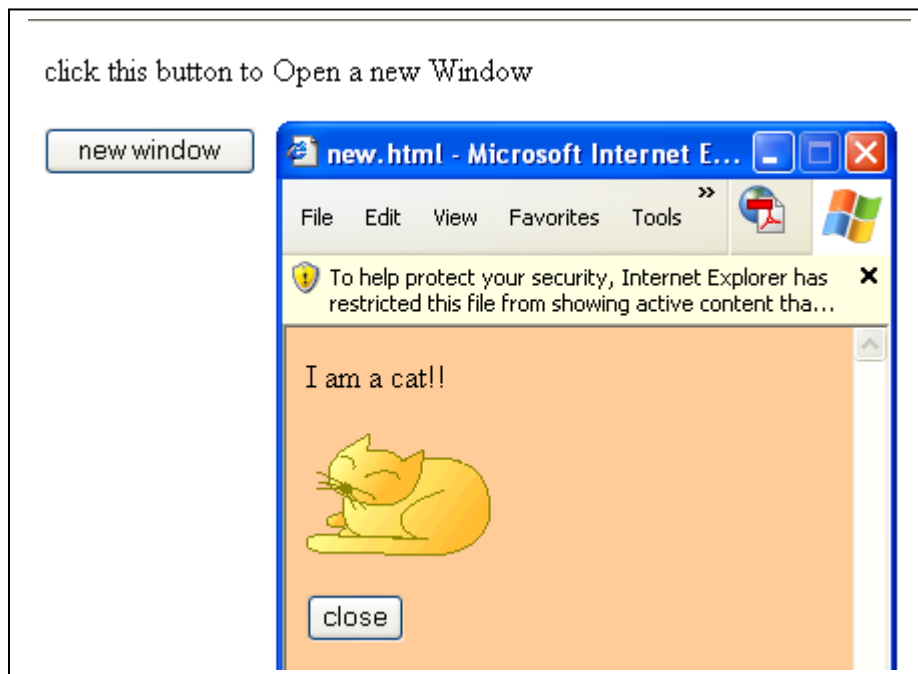 click this button to Open a new Window
new window
new.html - Microsoft Internet E...
File Edit View Favorites Tools »
To help protect your security, Internet Explorer has
restricted this file from showing active content tha...
I am a cat!!
close